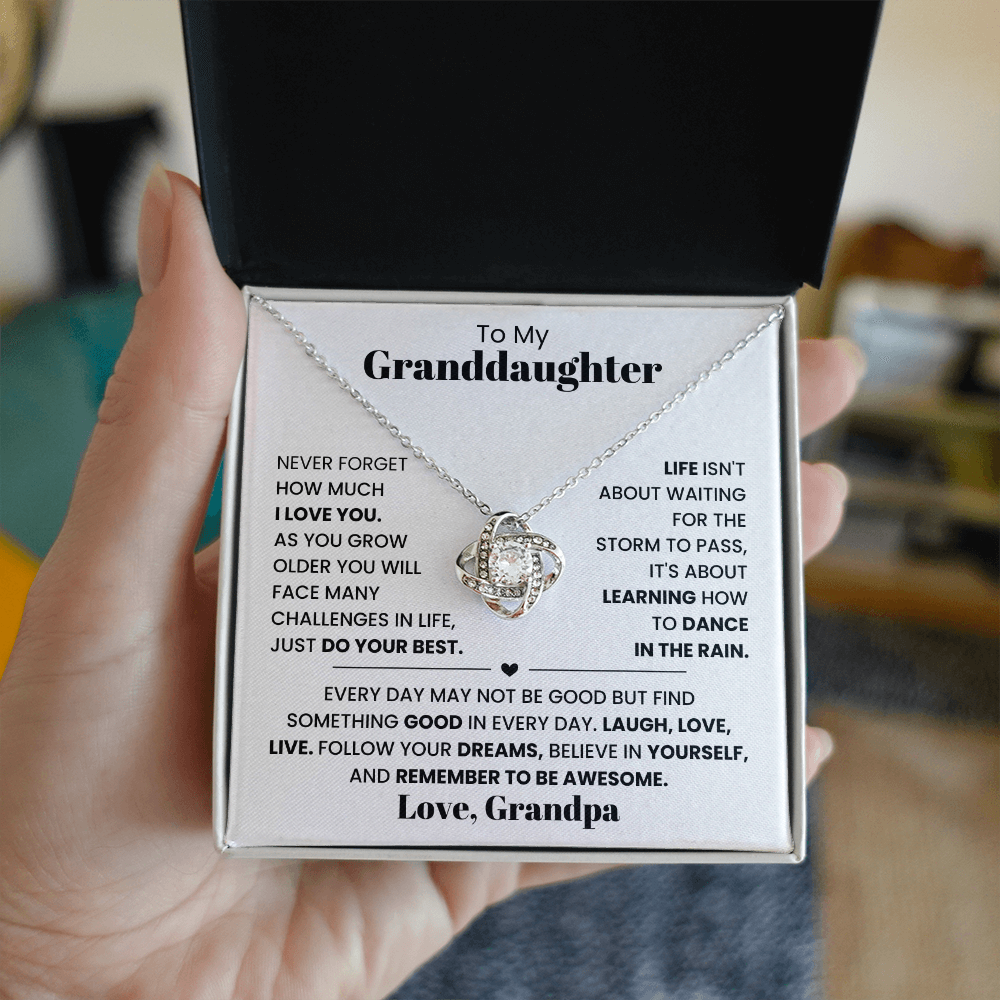 To My
Granddaughter
NEVER FORGET
HOW MUCH
I LOVE YOU.
AS YOU GROW
OLDER YOU WILL
FACE MANY
CHALLENGES IN LIFE,
JUST DO YOUR BEST.
LIFE ISN'T
ABOUT WAITING
FOR THE
STORM TO PASS,
IT'S ABOUT
LEARNING HOW
TO DANCE
IN THE RAIN.
EVERY DAY MAY NOT BE GOOD BUT FIND
SOMETHING GOOD IN EVERY DAY. LAUGH, LOVE,
LIVE. FOLLOW YOUR DREAMS, BELIEVE IN YOURSELF,
AND REMEMBER TO BE AWESOME.
Love, Grandpa